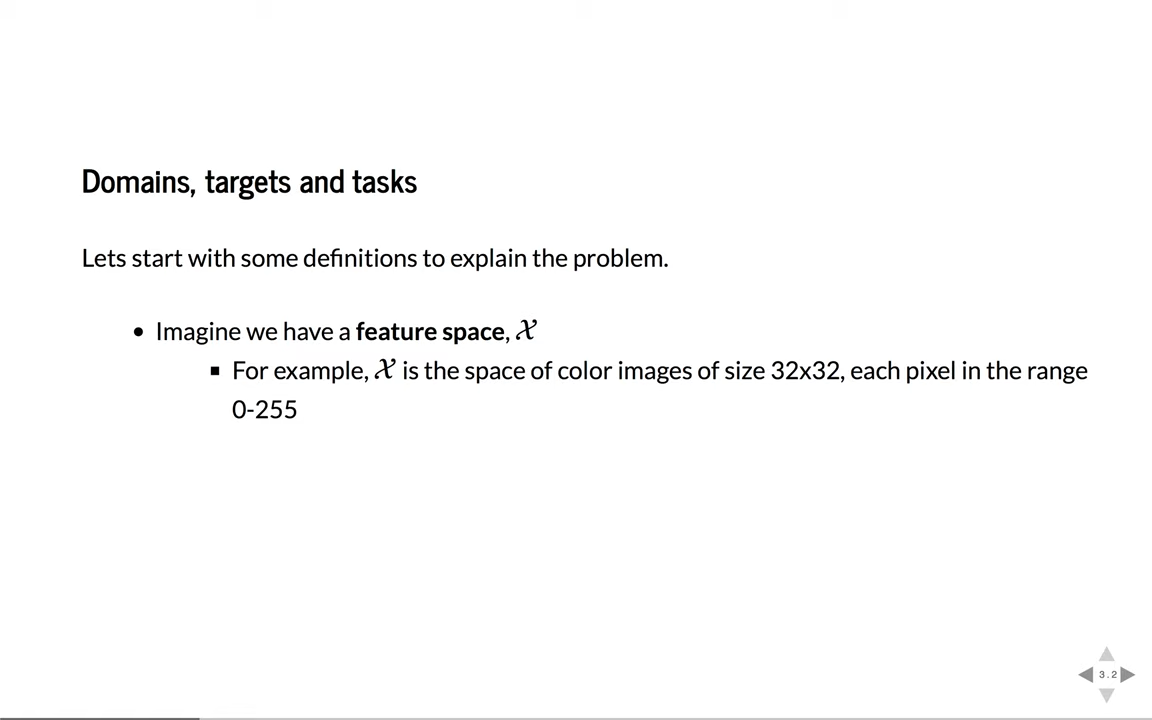 Domains, targets and tasks
Lets start with some definitions to explain the problem.
• Imagine we have a feature space, 𝒳
▪ For example, 𝒳 is the space of color images of size 32x32, each pixel in the range
0-255
3.2